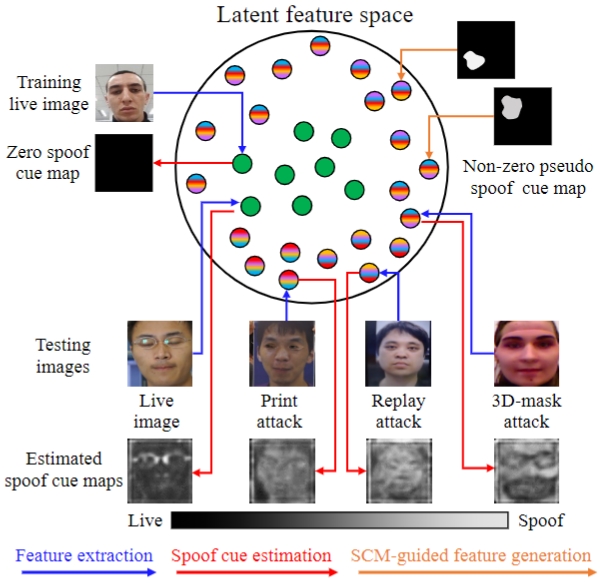 Latent feature space
Training
live image
Zero spoof
cue map
Non-zero pseudo
spoof cue map
Testing
images
Live
image
Print
attack
Replay
attack
3D-mask
attack
Estimated
spoof cue maps
Live
Spoof
Feature extraction
Spoof cue estimation
SCM-guided feature generation